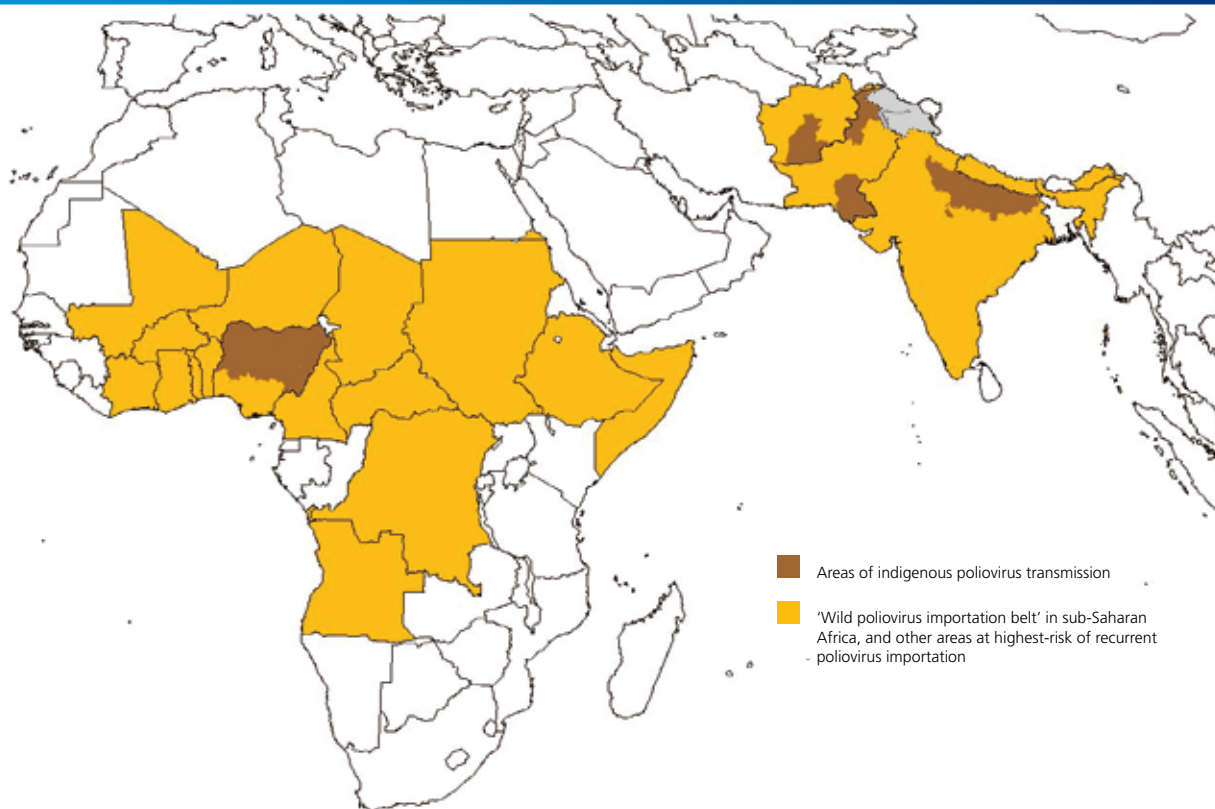 Areas of indigenous poliovirus transmission
‘Wild poliovirus importation belt’ in sub-Saharan
Africa, and other areas at highest-risk of recurrent
poliovirus importation